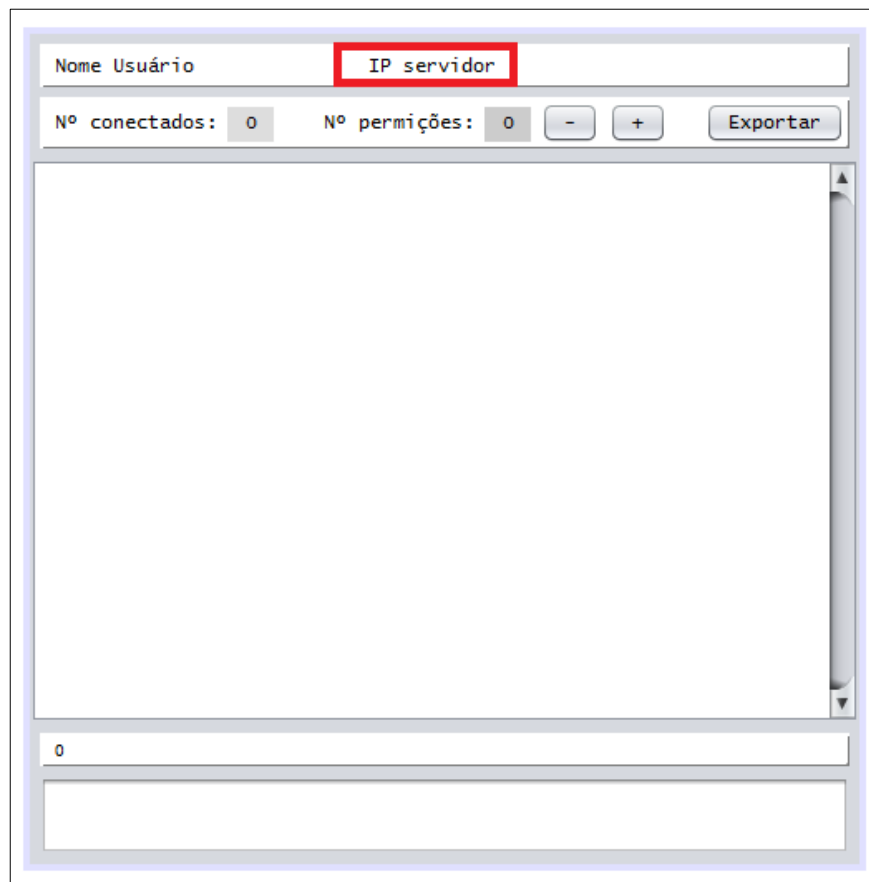 Nome Usuário IP servidor
Nº conectados: 0 Nº permições: 0 - + Exportar
0